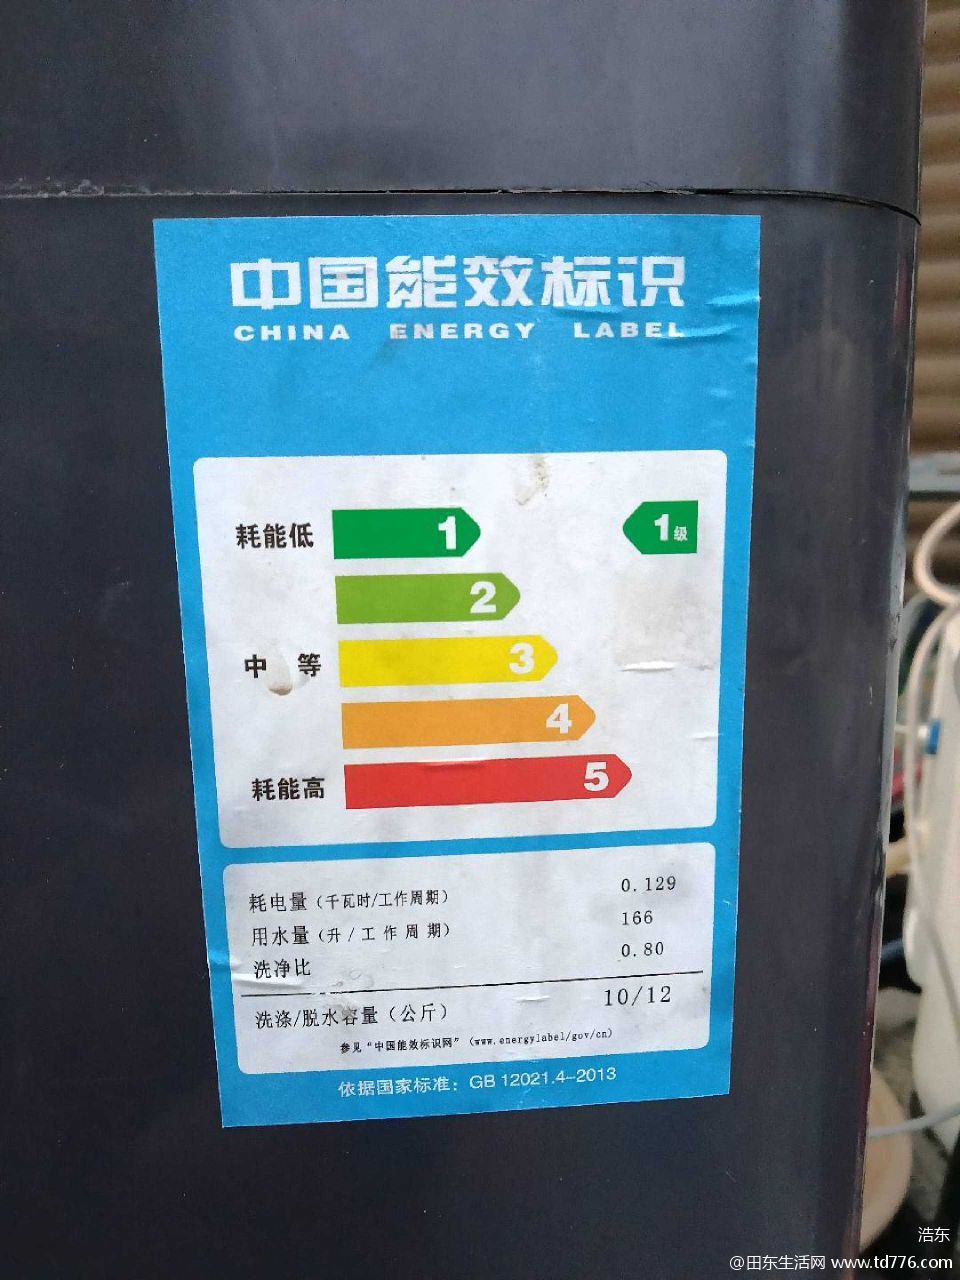 中国能效标识
CHINA ENERGY LABEL
耗能低 1 1级
2
中等 3
4
耗能高 5
耗电量（千瓦时/工作周期） 0.129
用水量（升/工作周期） 166
洗净比 0.80
洗涤/脱水容量（公斤） 10/12
参见“中国能效标识网”（www.energylabel/gov/cn）
依据国家标准：GB 12021.4-2013
浩东
@田东生活网 www.td776.com